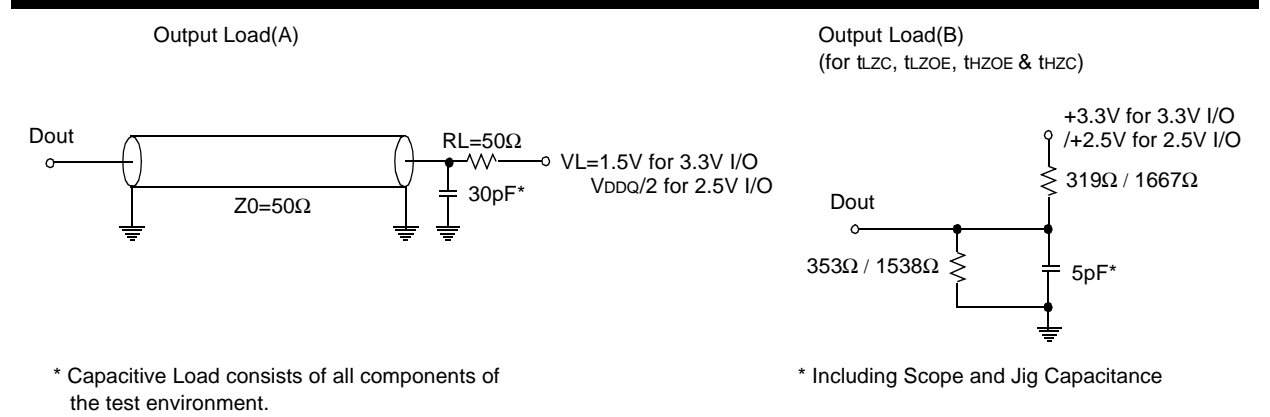 Output Load(A)
Dout
Z0=50Ω
RL=50Ω
30pF*
VL=1.5V for 3.3V I/O
VDDQ/2 for 2.5V I/O
* Capacitive Load consists of all components of
the test environment.
Output Load(B)
(for tLZC, tLZOE, tHZOE & tHZC)
+3.3V for 3.3V I/O
/+2.5V for 2.5V I/O
319Ω / 1667Ω
Dout
353Ω / 1538Ω
5pF*
* Including Scope and Jig Capacitance